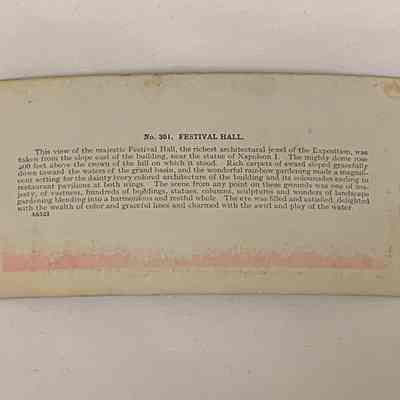 No. 301. FESTIVAL HALL.
This view of the majestic Festival Hall, the richest architectural jewel of the Exposition, was
taken from the slope east of the building, near the statue of Napoleon I. The mighty dome rose
200 feet above the crown of the hill on which it stood. Rich carpets of sward sloped gracefully
down toward the waters of the grand basin, and the wonderful rainbow gardening made a magnifi-
cent setting for the dainty ivory colored architecture of the building and its colonnades ending in
restaurant pavilions at both wings. The scene from any point on these grounds was one of ma-
jesty, of vastness, hundreds of buildings, statues, columns, sculptures and wonders of landscape
gardening blending into a harmonious and restful whole. The eye was filled and satisfied, delighted
with the wealth of color and graceful lines and charmed with the swirl and play of the water.